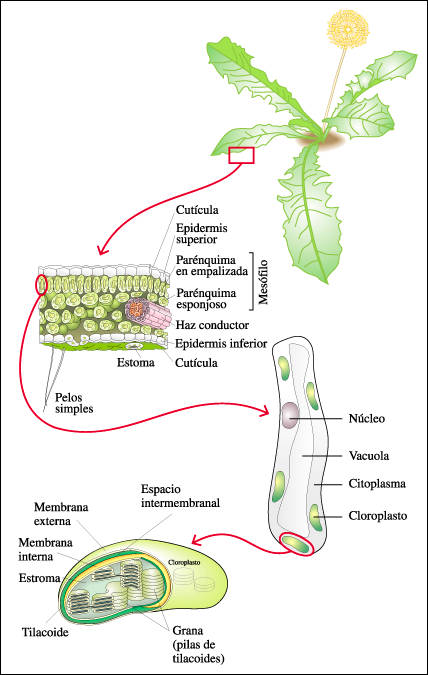 Cutícula
Epidermis
superior
Parénquima
en empalizada
Mesófilo
Parénquima
esponjoso
Haz conductor
Epidermis inferior
Estoma
Cutícula
Pelos
simples
Núcleo
Vacuola
Citoplasma
Cloroplasto
Espacio
intermembranal
Membrana
externa
Membrana
interna
Cloroplasto
Estroma
Tilacoide
Grana
(pilas de
tilacoides)